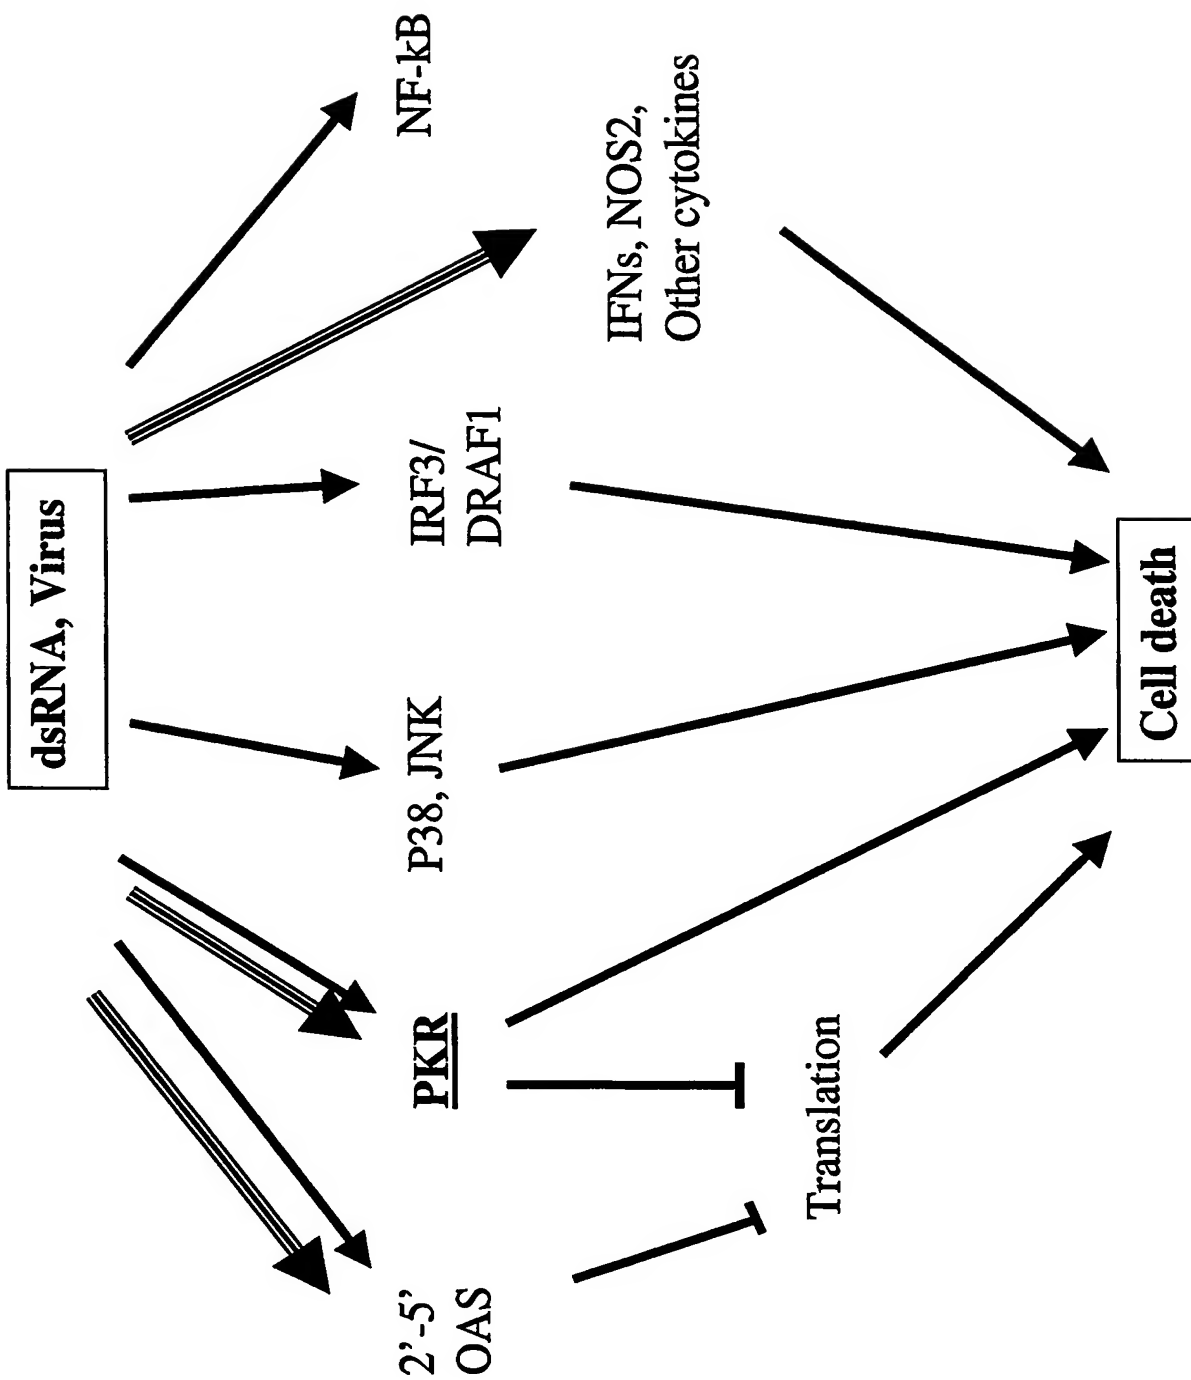 dsRNA, Virus
2’-5’
OAS
PKR
P38, JNK
IRF3/
DRAF1
NF-kB
IFNs, NOS2,
Other cytokines
Translation
Cell death